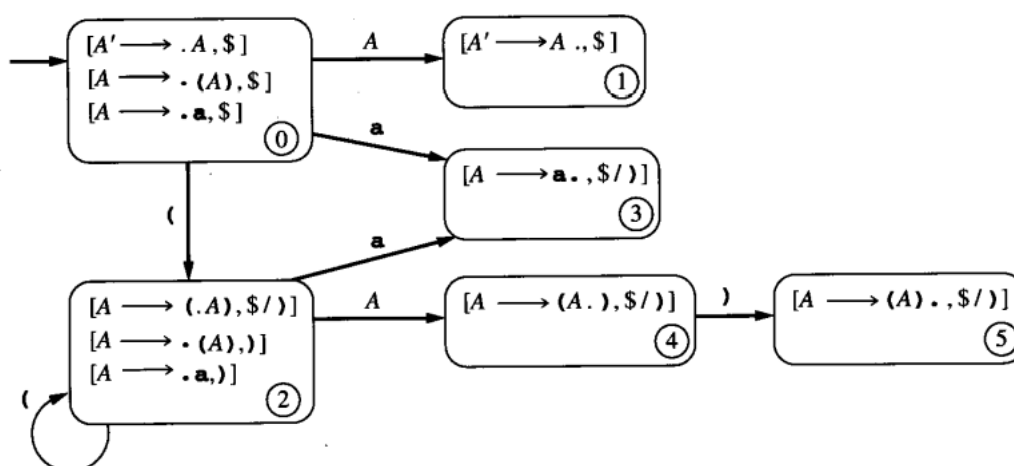 [A' → .A,$]
[A → .(A),$]
[A → .a,$]
0
A
[A' → A.,$]
1
a
[A → a.,$/)]
3
(
a
[A → (.A),$/)]
[A → .(A),)]
[A → .a,)]
2
A
[A → (A.),$/)]
4
)
[A → (A).,$/)]
5
(